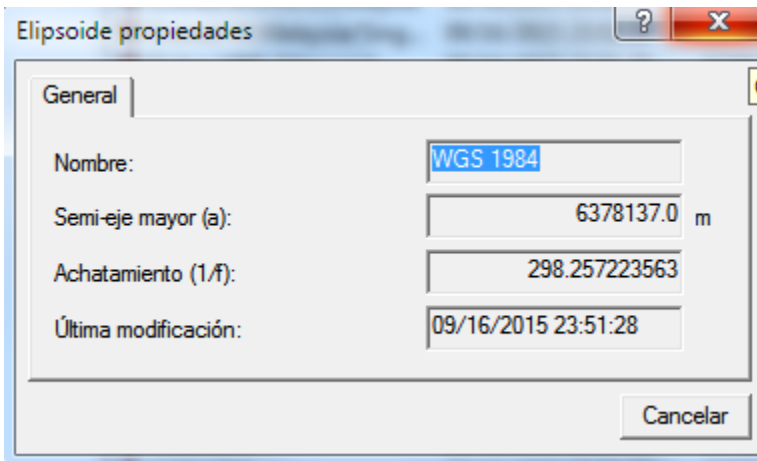 Elipsoide propiedades
General
Nombre: WGS 1984
Semi-eje mayor (a): 6378137.0 m
Achatamiento (1/f): 298.257223563
Última modificación: 09/16/2015 23:51:28
Cancelar